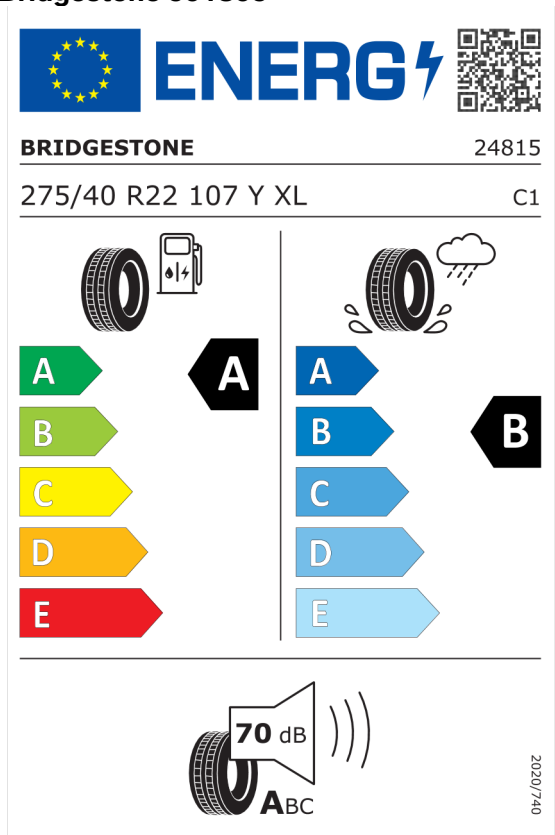 ENERG
BRIDGESTONE 24815
275/40 R22 107 Y XL C1
A A
B
C
D
E
A
B B
C
D
E
70 dB
ABC
2020/740